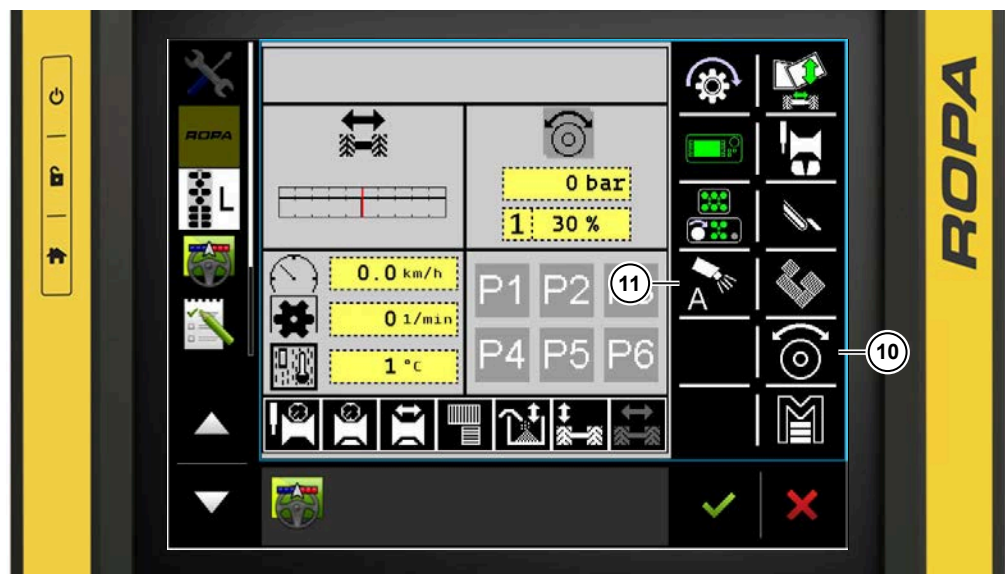 ROPA
L
0 bar
1 30 %
0.0 km/h
0 1/min
1 °C
P1 P2
P4 P5 P6
A
11
10
ROPA